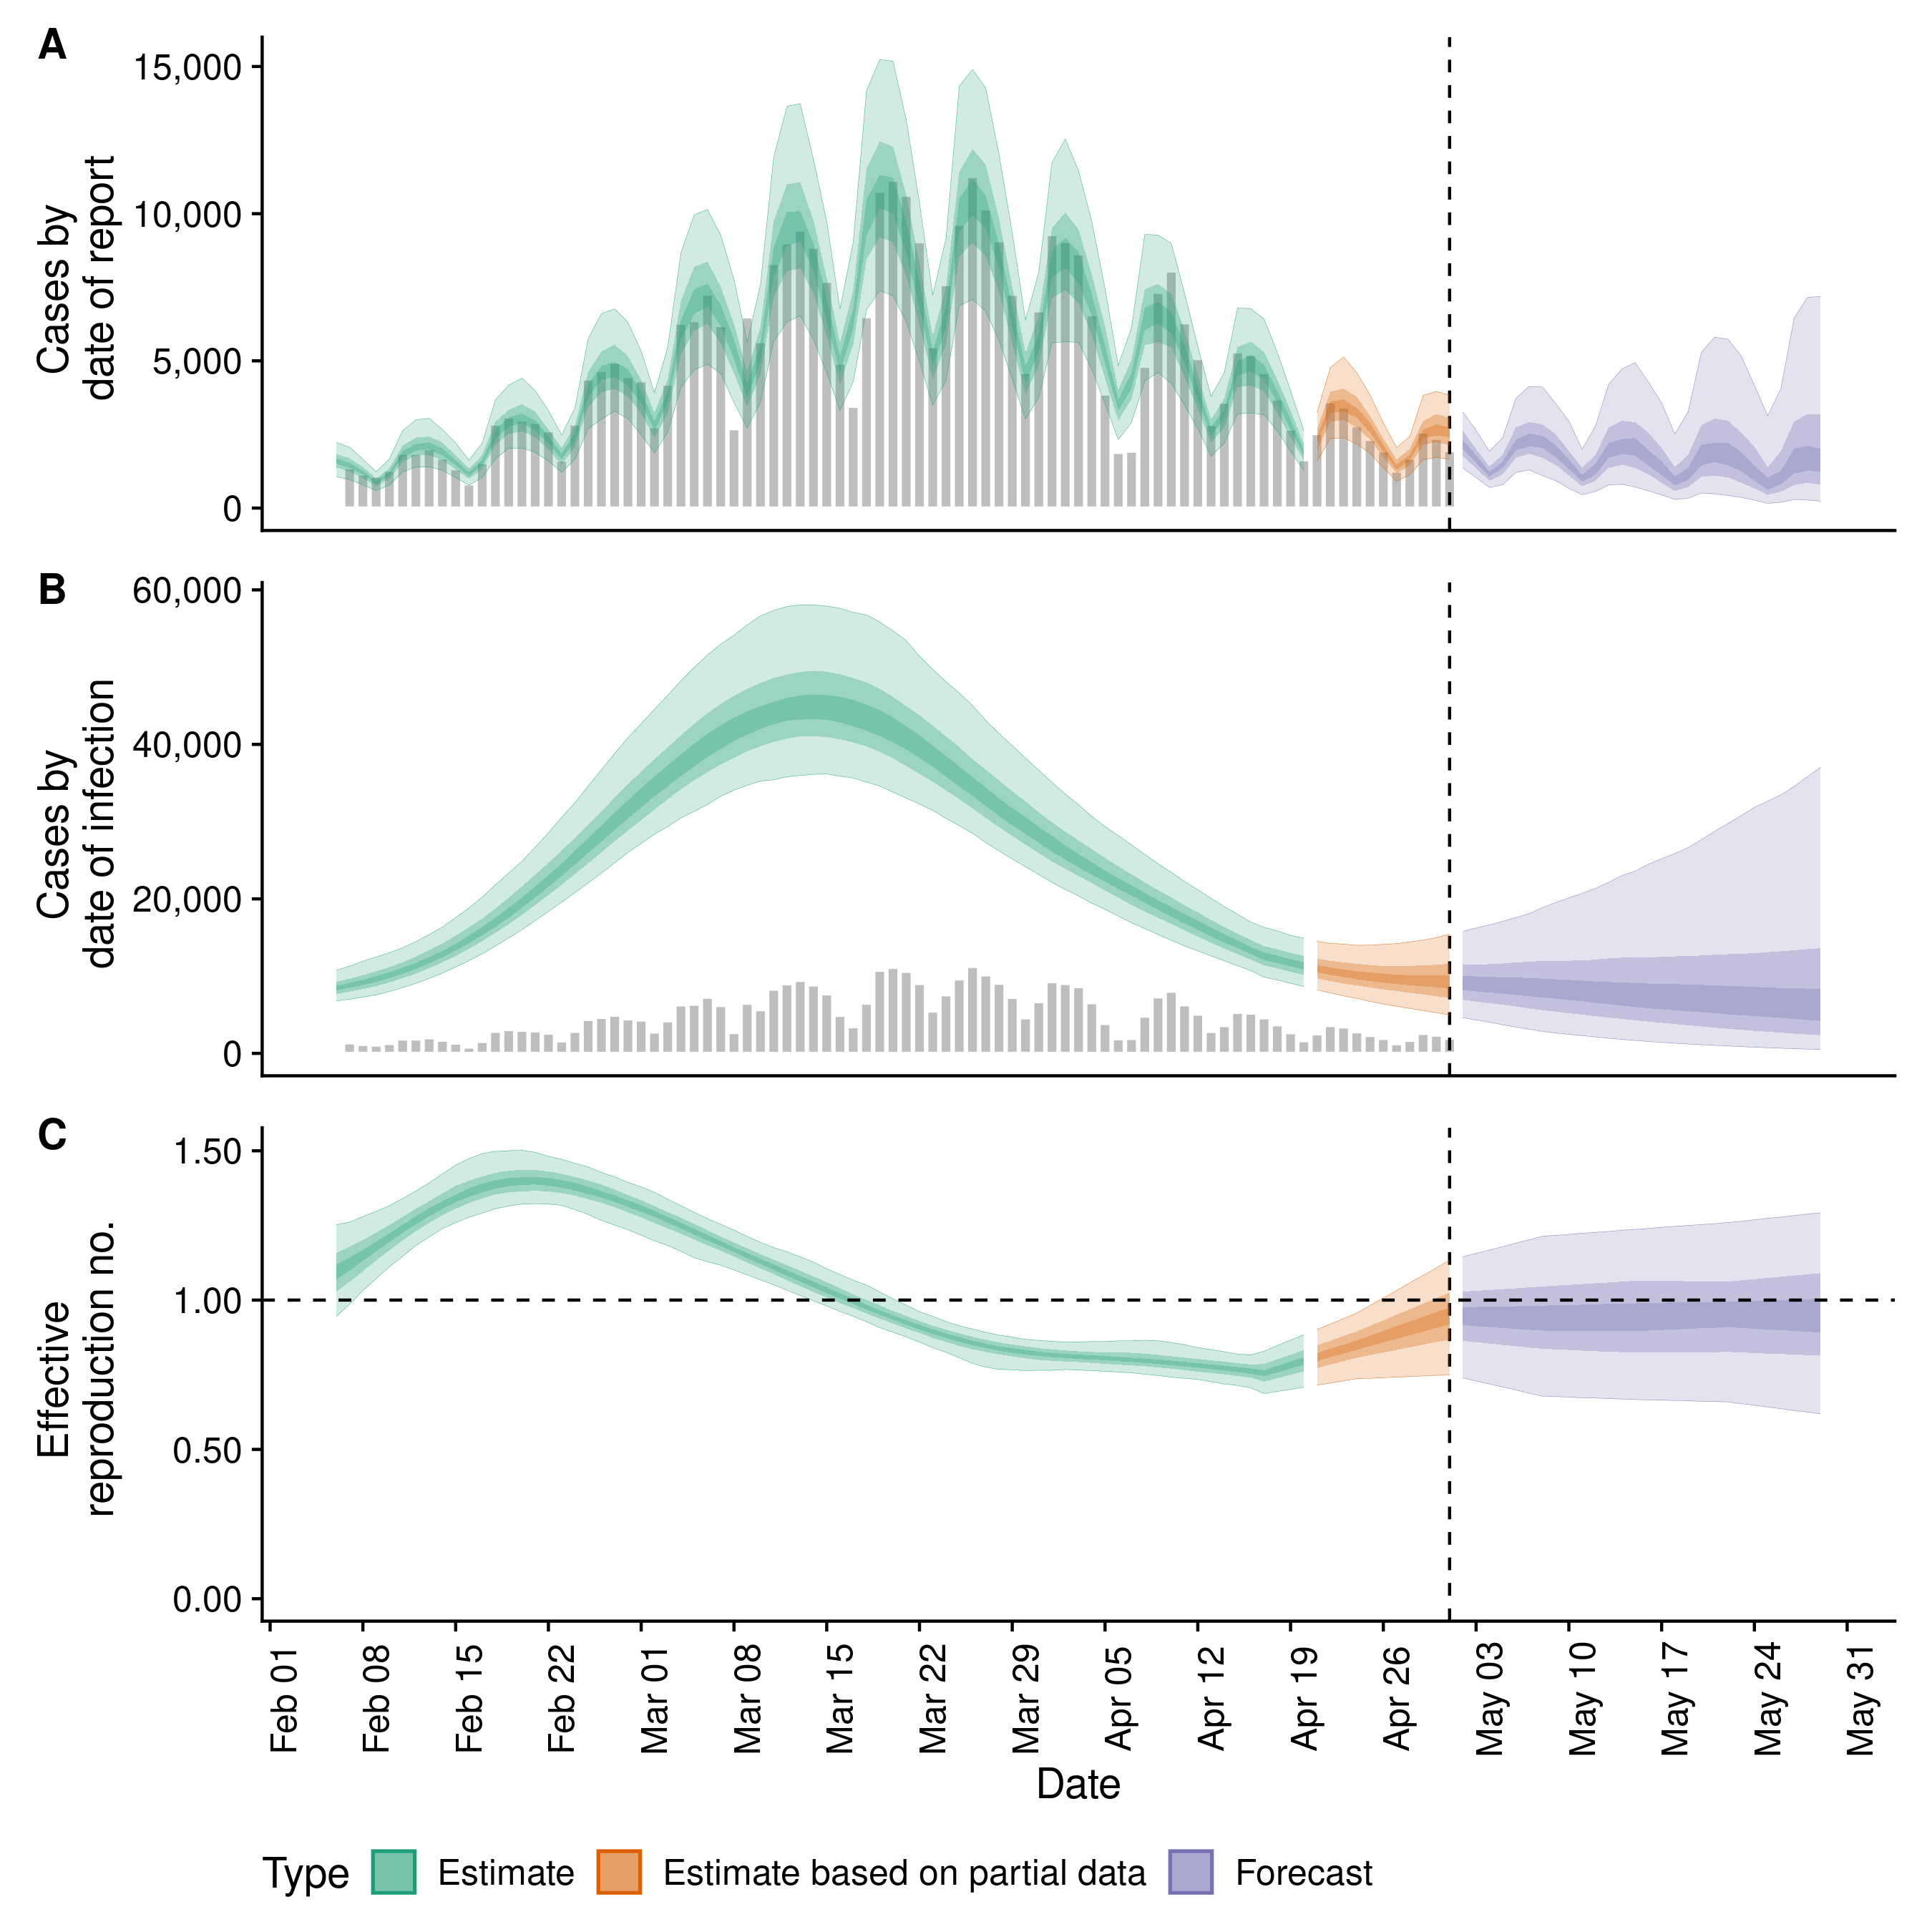 A
Cases by
date of report
15,000
10,000
5,000
0
B
Cases by
date of infection
60,000
40,000
20,000
0
C
Effective
reproduction no.
1.50
1.00
0.50
0.00
Feb 01
Feb 08
Feb 15
Feb 22
Mar 01
Mar 08
Mar 15
Mar 22
Mar 29
Apr 05
Apr 12
Apr 19
Apr 26
May 03
May 10
May 17
May 24
May 31
Date
Type Estimate Estimate based on partial data Forecast